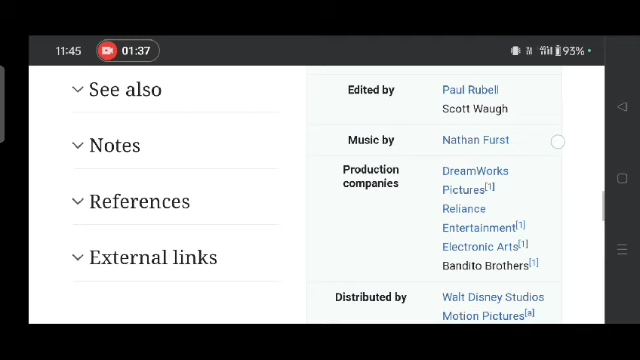 11:45
01:37
93%
See also
Notes
References
External links
Edited by
Paul Rubell
Scott Waugh
Music by
Nathan Furst
Production
companies
DreamWorks
Pictures[1]
Reliance
Entertainment[1]
Electronic Arts[1]
Bandito Brothers[1]
Distributed by
Walt Disney Studios
Motion Pictures[a]